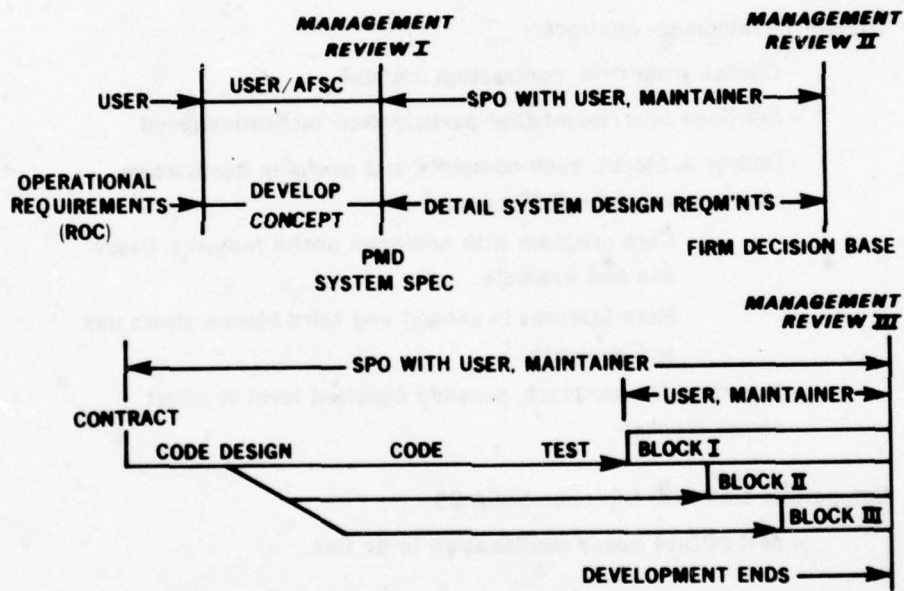 MANAGEMENT
REVIEW I
MANAGEMENT
REVIEW II
USER
USER/AFSC
SPO WITH USER, MAINTAINER
OPERATIONAL
REQUIREMENTS
(ROC)
DEVELOP
CONCEPT
DETAIL SYSTEM DESIGN REQM'NTS
PMD
SYSTEM SPEC
FIRM DECISION BASE
MANAGEMENT
REVIEW III
SPO WITH USER, MAINTAINER
USER, MAINTAINER
CONTRACT
CODE DESIGN
CODE
TEST
BLOCK I
BLOCK II
BLOCK III
DEVELOPMENT ENDS